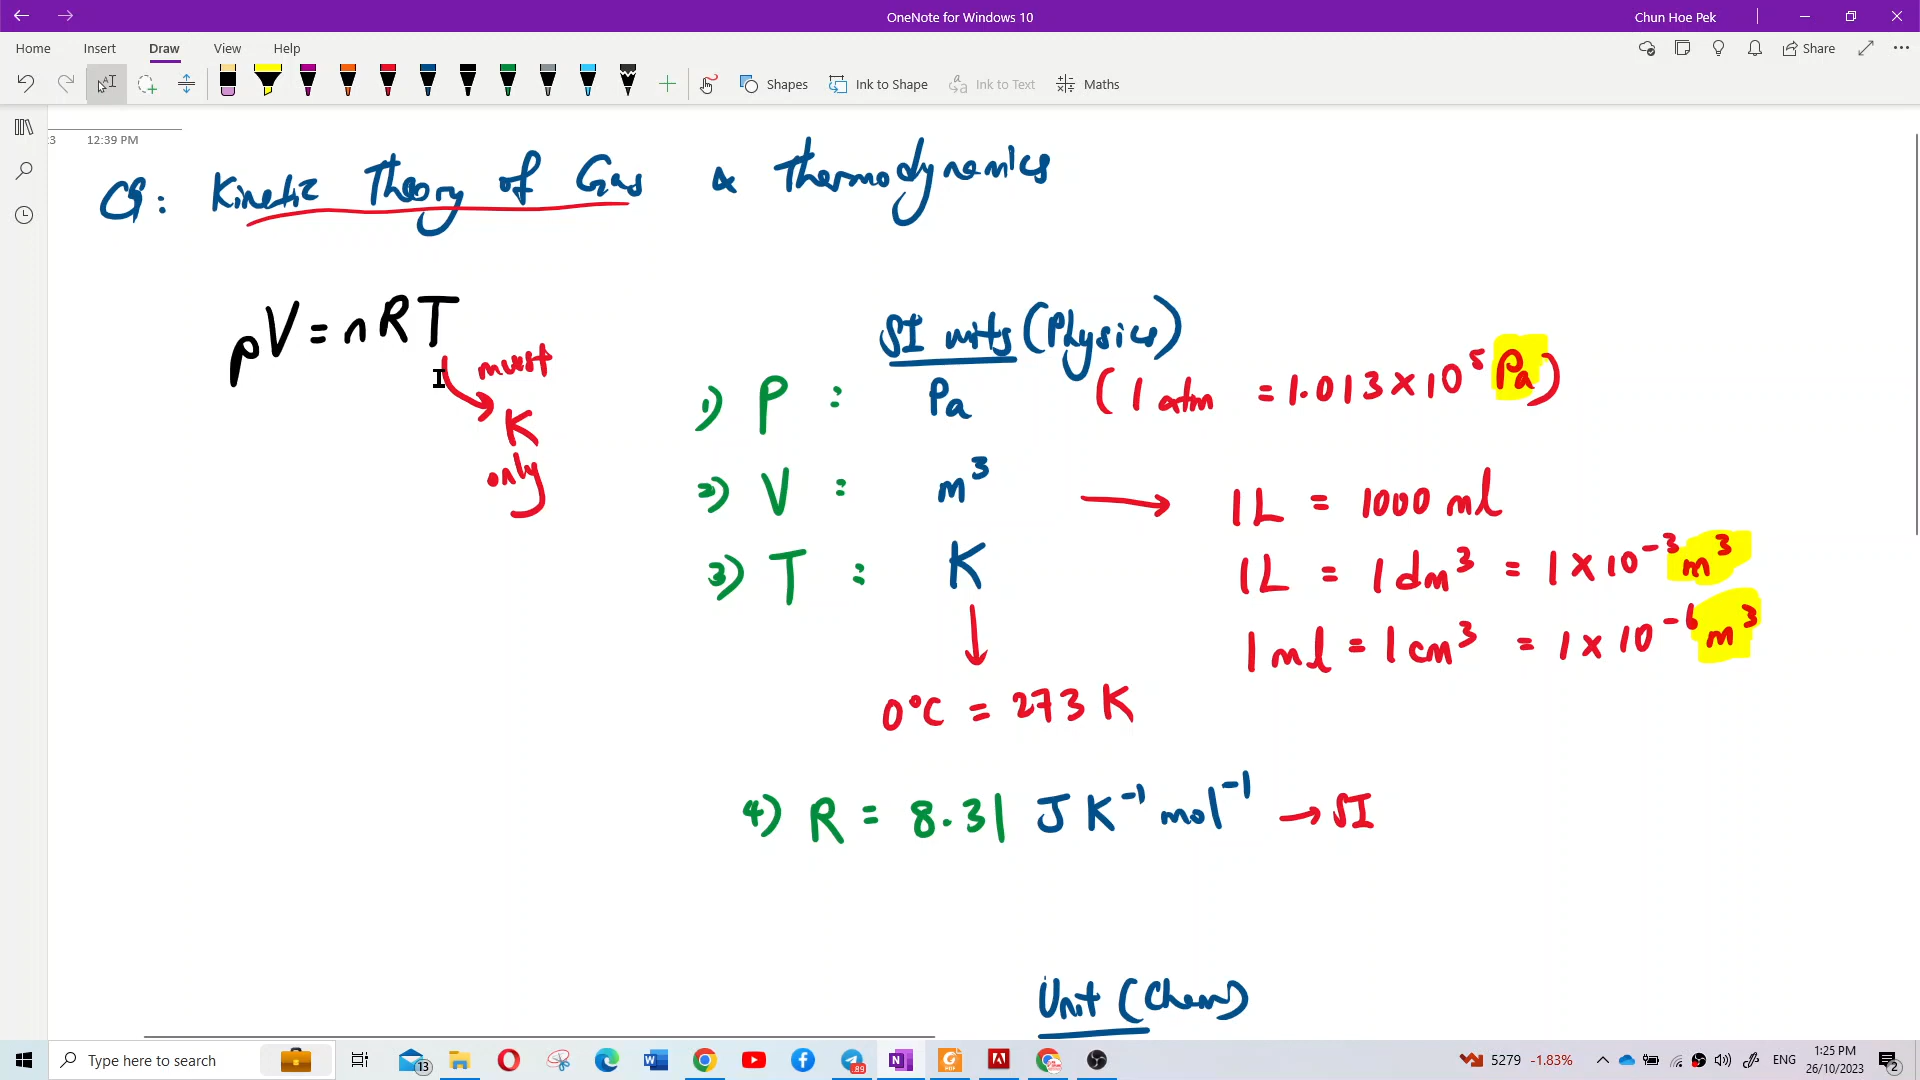 OneNote for Windows 10
Chun Hoe Pek
Home Insert Draw View Help
Share
Shapes Ink to Shape Ink to Text Maths
12:39 PM
Kinetic Theory of Gas & Thermodynamics
pV = nRT
must
K
only
SI units (Physics)
1) P : Pa (1 atm = 1.013 × 10⁵ Pa)
2) V : m³ → 1L = 1000 ml
1L = 1 dm³ = 1 × 10⁻³ m³
3) T : K
1 ml = 1 cm³ = 1 × 10⁻⁶ m³
0°C = 273 K
4) R = 8.31 J K⁻¹ mol⁻¹ → SI
Unit (Chem)
Type here to search
13
89
5279 -1.83%
ENG
1:25 PM
26/10/2023
2